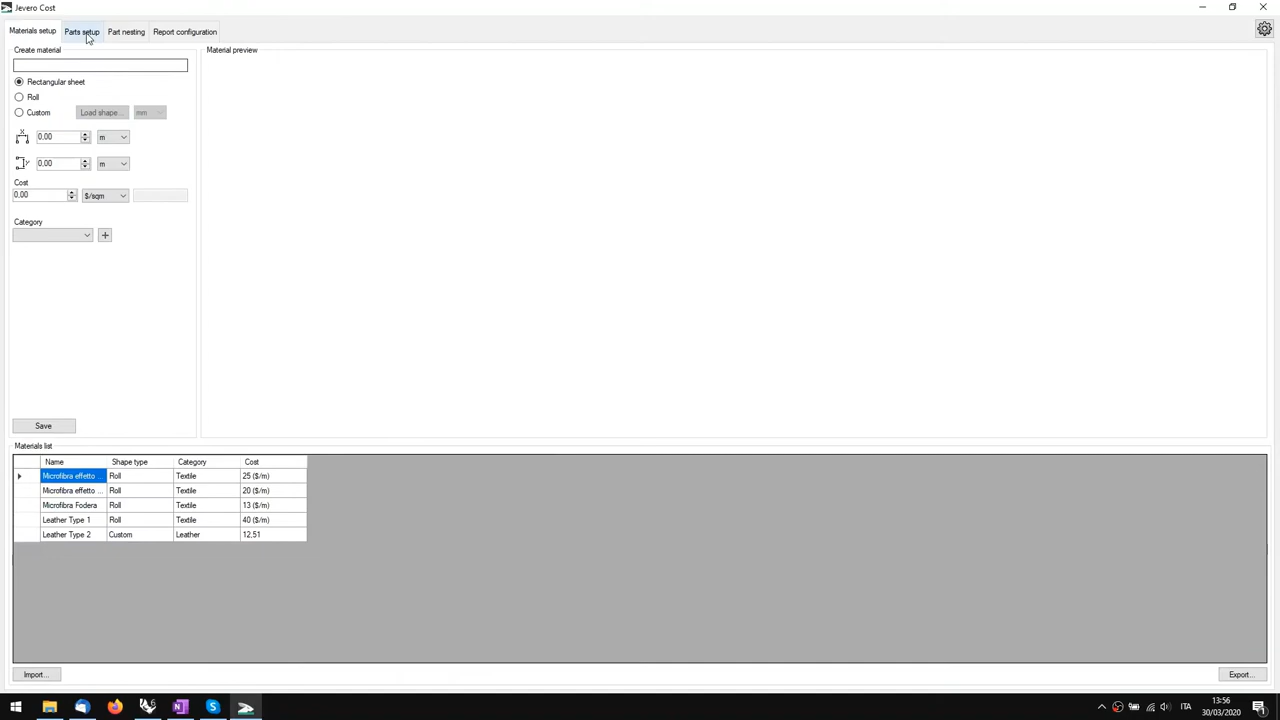 Jevero Cost
Materials setup Parts setup Part nesting Report configuration
Create material
Material preview
Rectangular sheet
Roll
Custom Load shape... mm
X 0,00 m
Y 0,00 m
Cost
0,00 $/sqm
Category
Save
Materials list
Name Shape type Category Cost
Microfibra effetto ... Roll Textile 25 ($/m)
Microfibra effetto ... Roll Textile 20 ($/m)
Microfibra Fodera Roll Textile 13 ($/m)
Leather Type 1 Roll Textile 40 ($/m)
Leather Type 2 Custom Leather 12,51
Import... Export...
ITA
13:56
30/03/2020
1